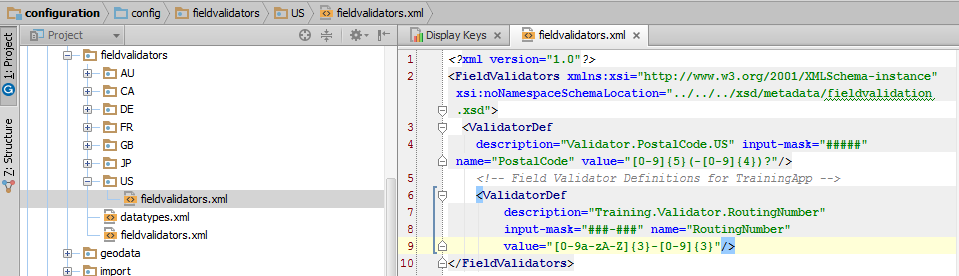 configuration config fieldvalidators US fieldvalidators.xml
1: Project
Z: Structure
Project
fieldvalidators
AU
CA
DE
FR
GB
JP
US
fieldvalidators.xml
datatypes.xml
fieldvalidators.xml
geodata
import
Display Keys fieldvalidators.xml
1 <?xml version="1.0"?>
2 <FieldValidators xmlns:xsi="http://www.w3.org/2001/XMLSchema-instance"
xsi:noNamespaceSchemaLocation="../../../xsd/metadata/fieldvalidation
.xsd">
3 <ValidatorDef
4 description="Validator.PostalCode.US" input-mask="#####"
name="PostalCode" value="[0-9]{5}(-[0-9]{4})?"/>
5 <!-- Field Validator Definitions for TrainingApp -->
6 <ValidatorDef
7 description="Training.Validator.RoutingNumber"
8 input-mask="###-###" name="RoutingNumber"
9 value="[0-9a-zA-Z]{3}-[0-9]{3}"/>
10 </FieldValidators>